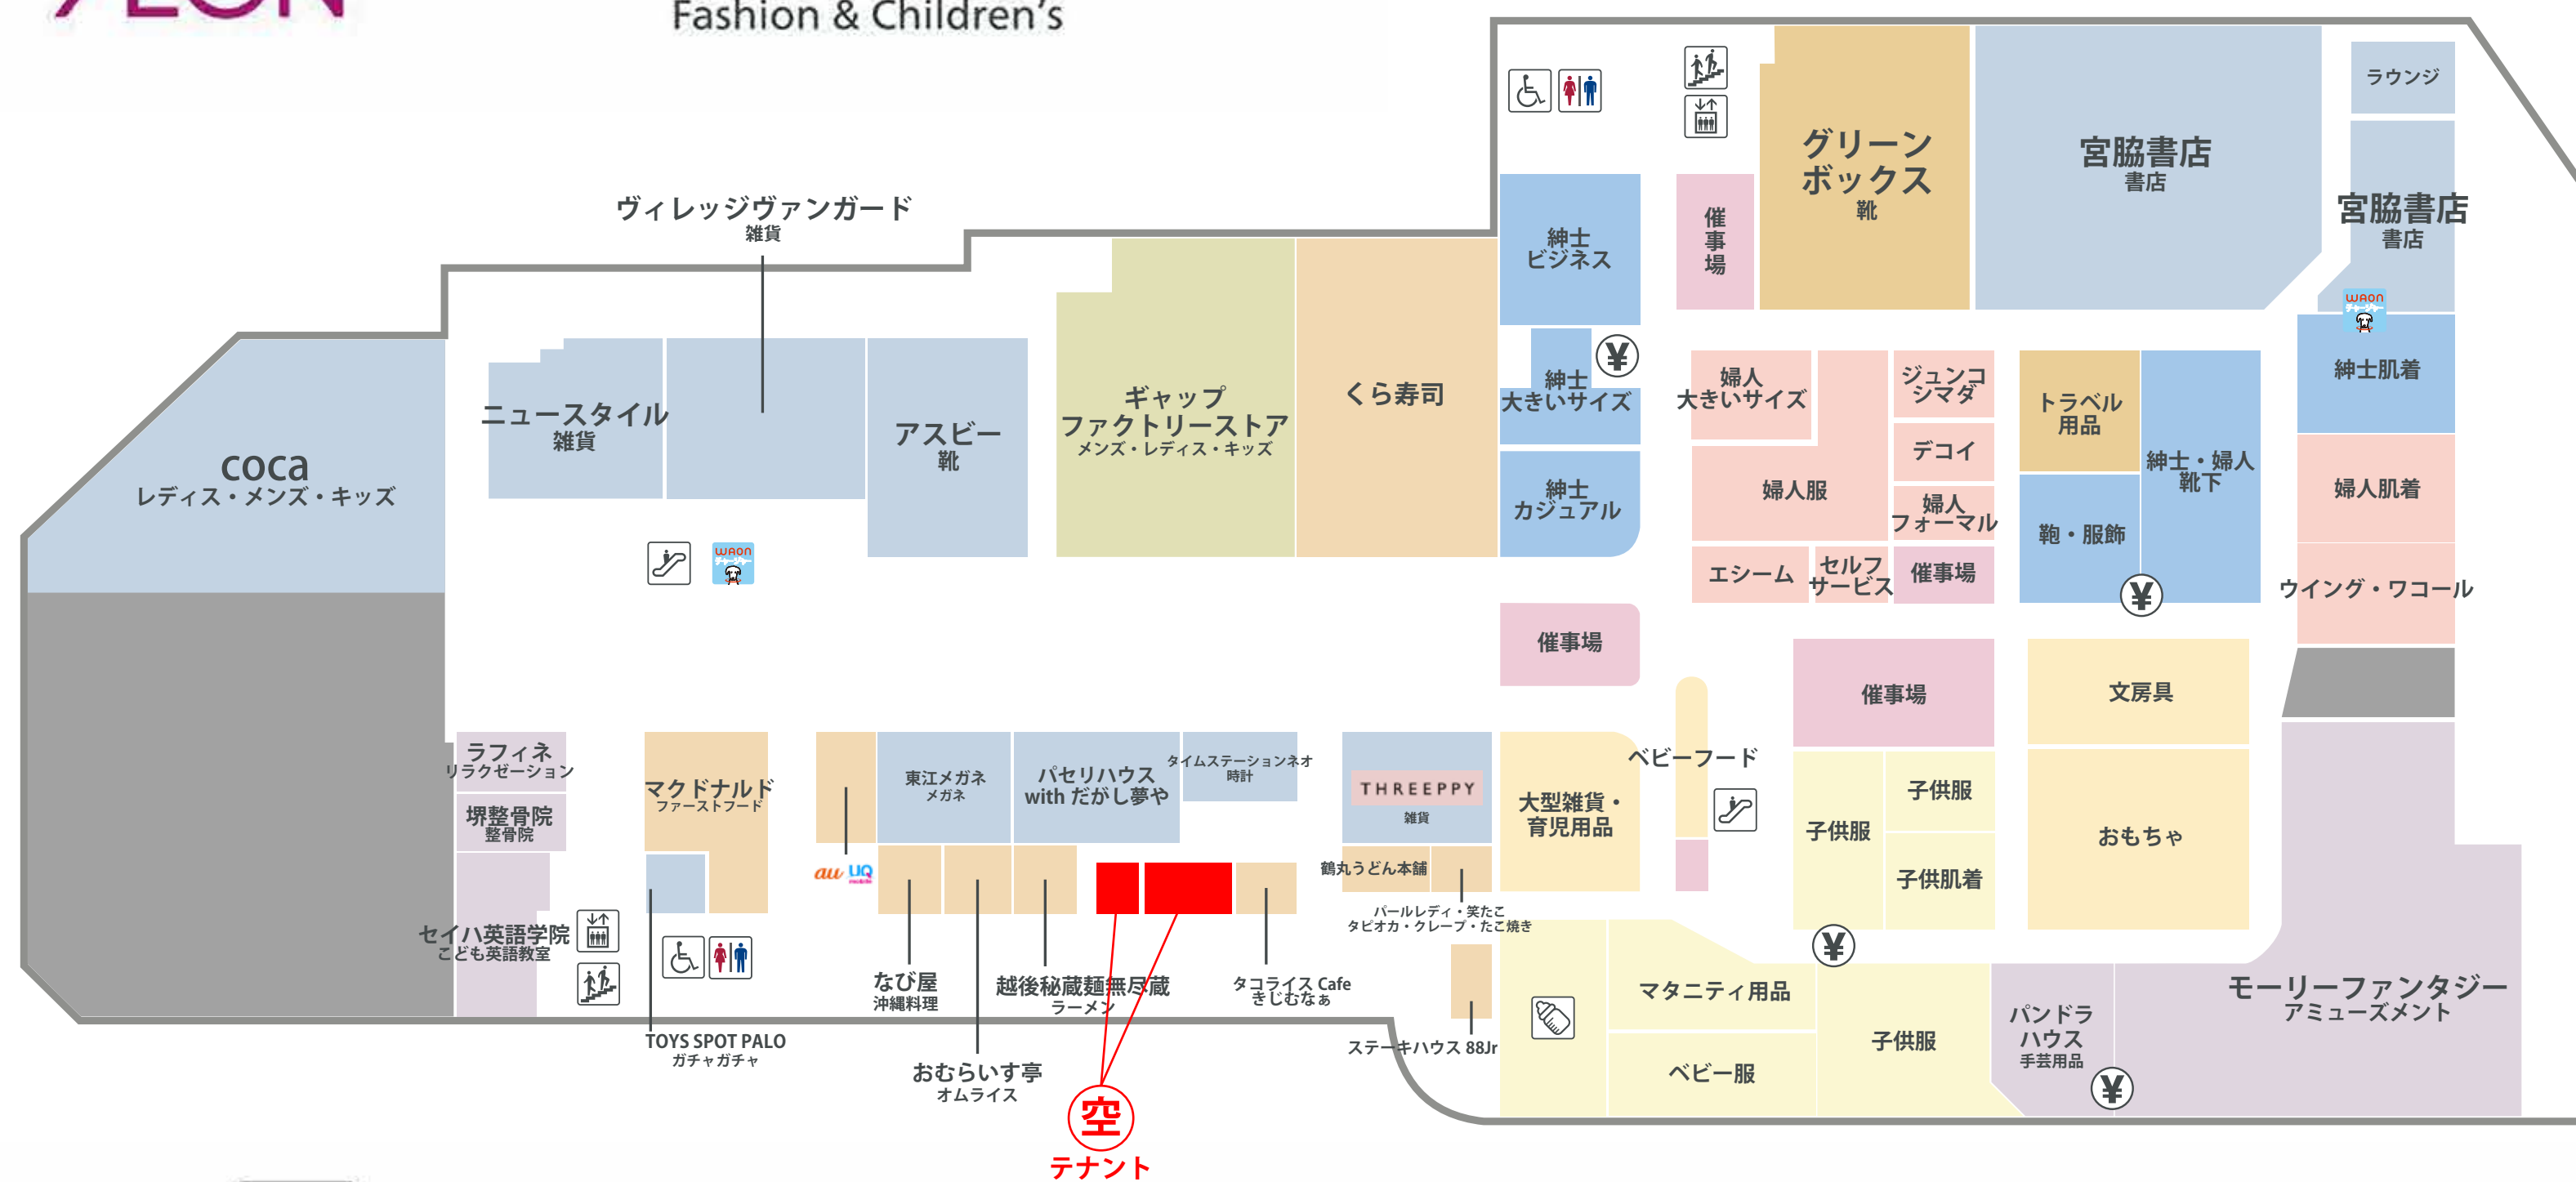 ÆON
Fashion & Children's
ラウンジ
グリーン
ボックス
靴
宮脇書店
書店
宮脇書店
書店
催事場
紳士
ビジネス
ヴィレッジヴァンガード
雑貨
WAON
チャージャー
紳士肌着
紳士
大きいサイズ
¥
婦人
大きいサイズ
ジュンコ
シマダ
トラベル
用品
くら寿司
ギャップ
ファクトリーストア
メンズ・レディス・キッズ
ニュースタイル
雑貨
アスビー
靴
coca
レディス・メンズ・キッズ
デコイ
紳士・婦人
靴下
婦人服
婦人肌着
紳士
カジュアル
婦人
フォーマル
鞄・服飾
WAON
チャージャー
エシーム
セルフ
サービス
催事場
¥
ウイング・ワコール
催事場
催事場
文房具
ラフィネ
リラクゼーション
マクドナルド
ファーストフード
東江メガネ
メガネ
パセリハウス
with だがし夢や
タイムステーションネオ
時計
THREEPPY
雑貨
大型雑貨・
育児用品
ベビーフード
子供服
子供服
おもちゃ
堺整骨院
整骨院
au UQ
mobile
鶴丸うどん本舗
子供肌着
パールレディ・笑たこ
タピオカ・クレープ・たこ焼き
セイハ英語学院
こども英語教室
¥
なび屋
沖縄料理
越後秘蔵麺無尽蔵
ラーメン
タコライス Cafe
きじむなぁ
マタニティ用品
モーリーファンタジー
アミューズメント
パンドラ
ハウス
手芸用品
TOYS SPOT PALO
ガチャガチャ
ステーキハウス 88Jr
子供服
おむらいす亭
オムライス
ベビー服
¥
空
テナント